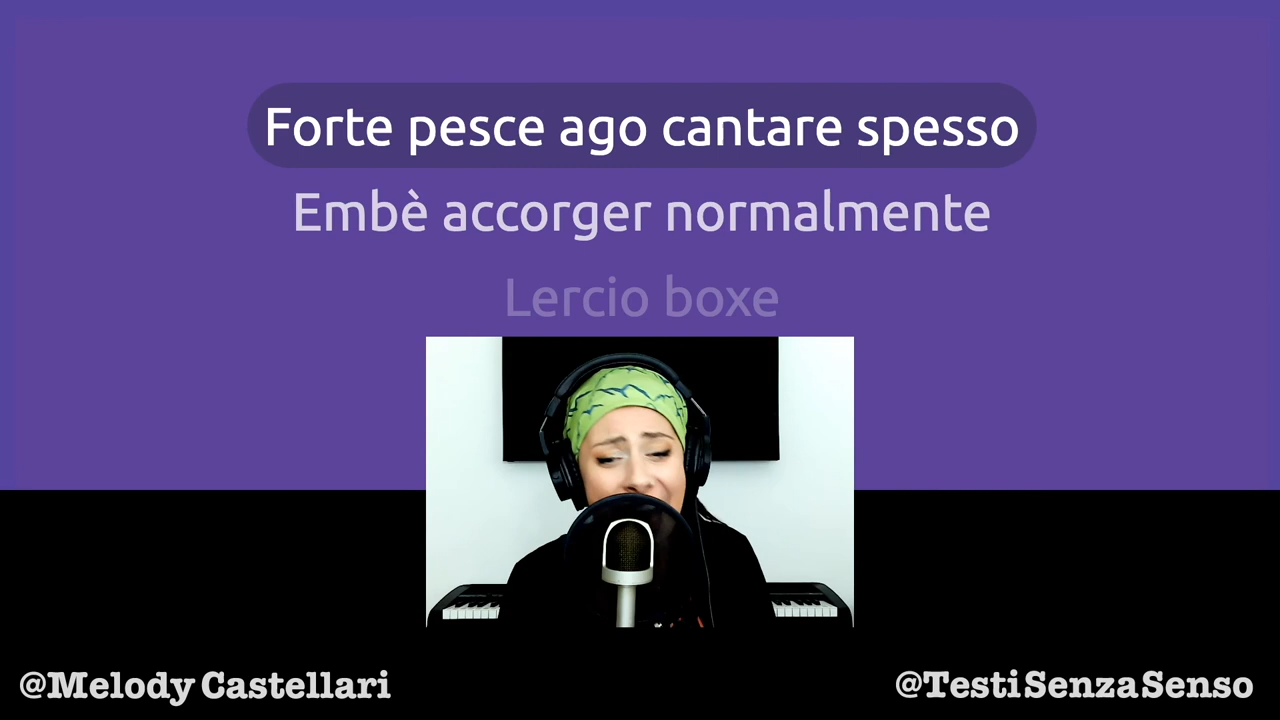 Forte pesce ago cantare spesso
Embè accorger normalmente
Lercio boxe
@Melody Castellari
@TestiSenzaSenso